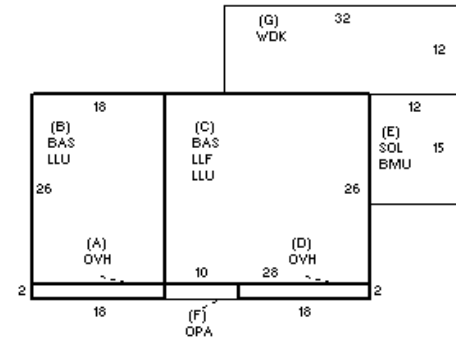 (G)
WDK
32
12
18
12
(B)
BAS
LLU
(C)
BAS
LLF
LLU
(E)
SOL
BMU
15
26
26
(A)
OVH
(D)
OVH
10
28
2
2
18
(F)
OPA
18